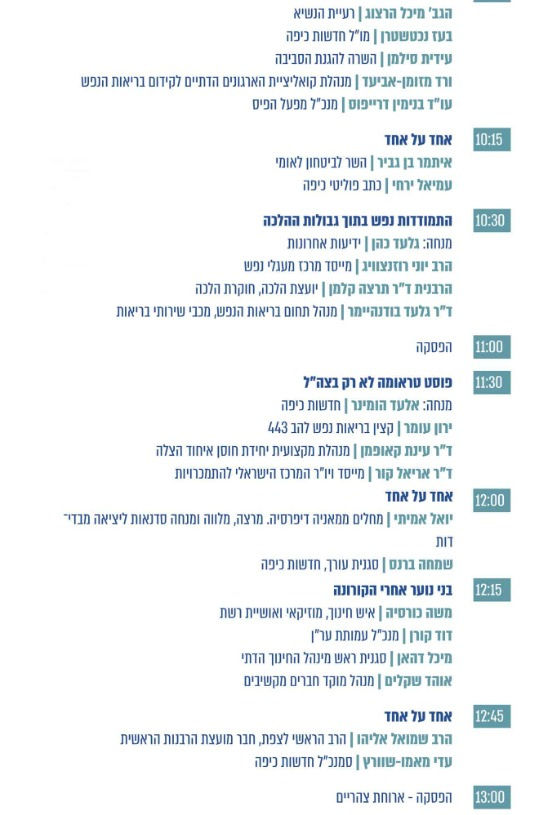 הגב' מיכל הרצוג | רעיית הנשיא
בעז נכטשטרן | מו"ל חדשות כיפה
עידית סילמן | השרה להגנת הסביבה
ורד מזומן-אביעד | מנהלת קואליציית הארגונים הדתיים לקידום בריאות הנפש
עו"ד בנימין דרייפוס | מנכ"ל מפעל הפיס
10:15 אחד על אחד
איתמר בן גביר | השר לביטחון לאומי
עמיאל ירחי | כתב פוליטי כיפה
10:30 התמודדות נפש בתוך גבולות ההלכה
מנחה: גלעד כהן | ידיעות אחרונות
הרב יוני רוזנצוויג | מייסד מרכז מעגלי נפש
הרבנית ד"ר תרצה קלמן | יועצת הלכה, חוקרת הלכה
ד"ר גלעד בודנהיימר | מנהל תחום בריאות הנפש, מכבי שירותי בריאות
11:00 הפסקה
11:30 פוסט טראומה לא רק בצה"ל
מנחה: אלעד הומינר | חדשות כיפה
ירון עומר | קצין בריאות נפש להב 443
ד"ר עינת קאופמן | מנהלת מקצועית יחידת חוסן איחוד הצלה
ד"ר אריאל קור | מייסד ויו"ר המרכז הישראלי להתמכרויות
12:00 אחד על אחד
יואל אמיתי | מחלים ממאניה דיפרסיה. מרצה, מלווה ומנחה סדנאות ליציאה מבדי־
דות
שמחה ברנס | סגנית עורך, חדשות כיפה
12:15 בני נוער אחרי הקורונה
משה כורסיה | איש חינוך, מוזיקאי ואושיית רשת
דוד קורן | מנכ"ל עמותת ער"ן
מיכל דהאן | סגנית ראש מינהל החינוך הדתי
אוהד שקלים | מנהל מוקד חברים מקשיבים
12:45 אחד על אחד
הרב שמואל אליהו | הרב הראשי לצפת, חבר מועצת הרבנות הראשית
עדי מאמו-שוורץ | סמנכ"ל חדשות כיפה
13:00 הפסקה - ארוחת צהריים